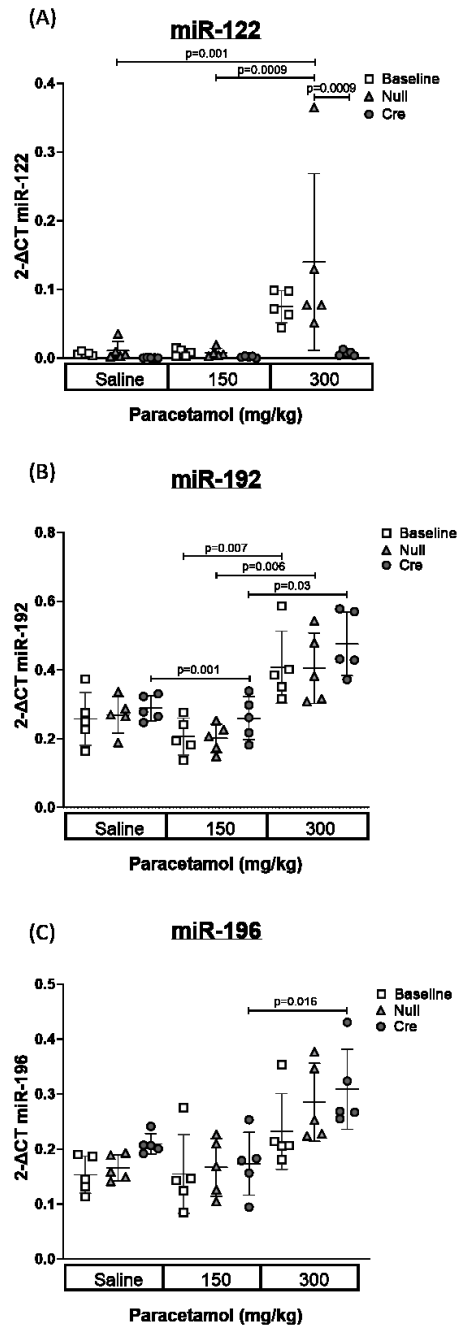 (A)
miR-122
p=0.001
p=0.0009
p=0.0009
Baseline
Null
Cre
2-ΔCT miR-122
0.4
0.3
0.2
0.1
0.0
Saline 150 300
Paracetamol (mg/kg)
(B)
miR-192
p=0.007
p=0.006
p=0.03
p=0.001
Baseline
Null
Cre
2-ΔCT miR-192
0.8
0.6
0.4
0.2
0.0
Saline 150 300
Paracetamol (mg/kg)
(C)
miR-196
p=0.016
Baseline
Null
Cre
2-ΔCT miR-196
0.5
0.4
0.3
0.2
0.1
0.0
Saline 150 300
Paracetamol (mg/kg)